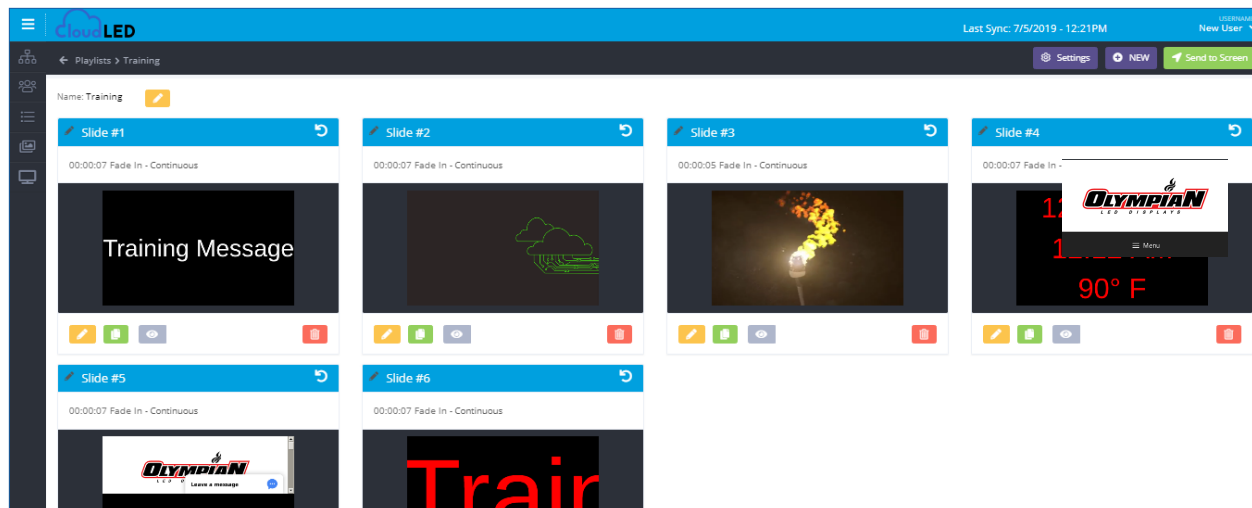 CloudLED
Last Sync: 7/5/2019 - 12:21PM
USERNAME
New User
Playlists > Training
Settings
NEW
Send to Screen
Name: Training
Slide #1
Slide #2
Slide #3
Slide #4
00:00:07 Fade In - Continuous
00:00:07 Fade In - Continuous
00:00:05 Fade In - Continuous
00:00:07 Fade In -
Training Message
OLYMPIAN
LED DISPLAYS
Menu
90° F
Slide #5
Slide #6
00:00:07 Fade In - Continuous
00:00:07 Fade In - Continuous
OLYMPIAN
Leave a message
Train